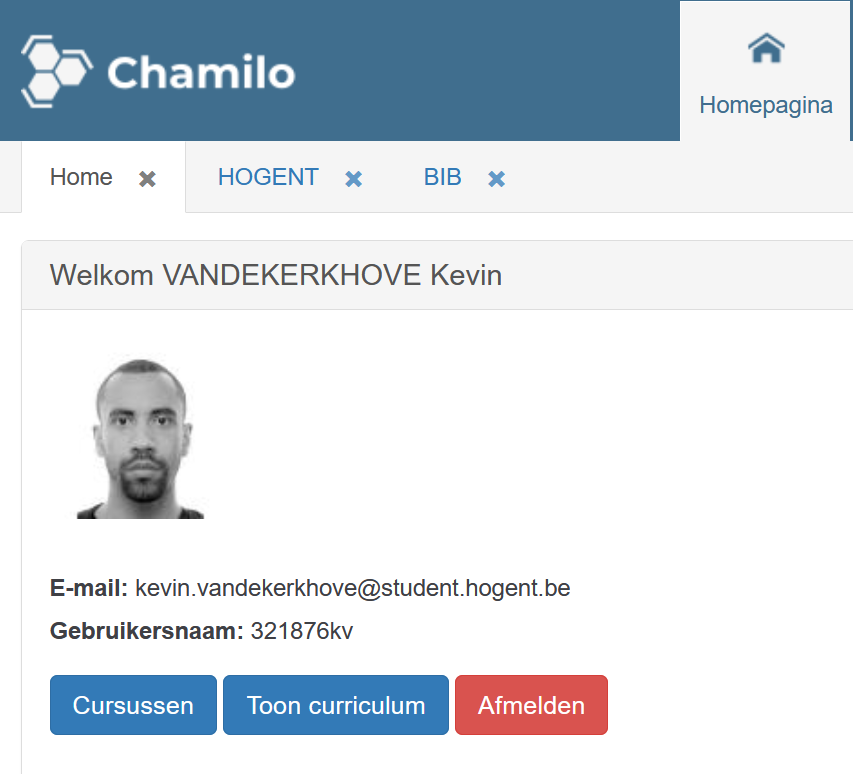 Chamilo
Homepagina
Home
HOGENT
BIB
Welkom VANDEKERKHOVE Kevin
E-mail: kevin.vandekerkhove@student.hogent.be
Gebruikersnaam: 321876kv
Cursussen
Toon curriculum
Afmelden